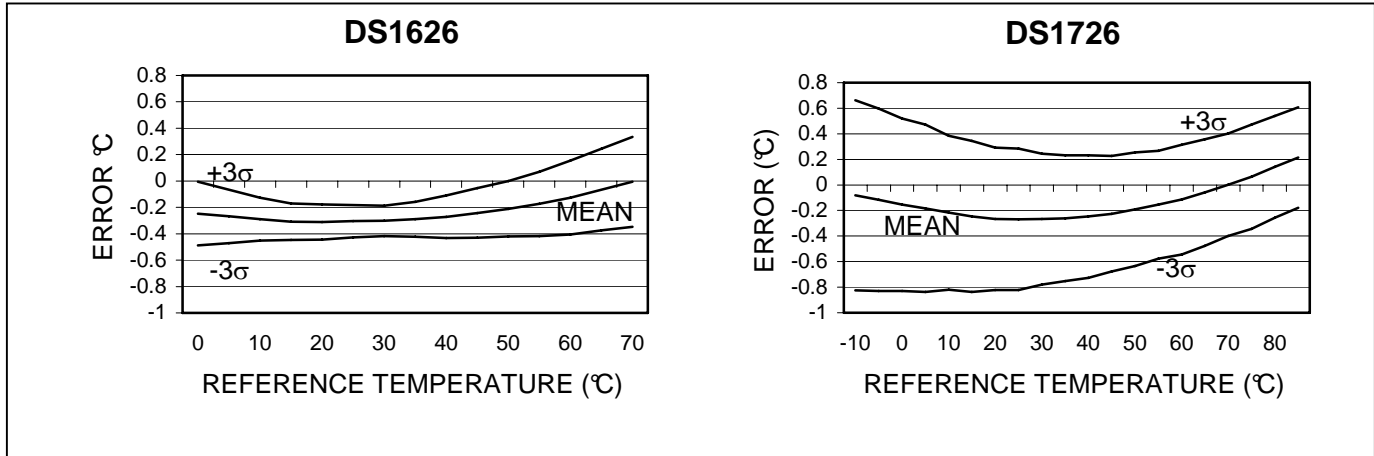 DS1626
ERROR °C
0.8
0.6
0.4
0.2
0
-0.2
-0.4
-0.6
-0.8
-1
+3σ
MEAN
-3σ
0 10 20 30 40 50 60 70
REFERENCE TEMPERATURE (°C)
DS1726
ERROR (°C)
0.8
0.6
0.4
0.2
0
-0.2
-0.4
-0.6
-0.8
-1
+3σ
MEAN
-3σ
-10 0 10 20 30 40 50 60 70 80
REFERENCE TEMPERATURE (°C)